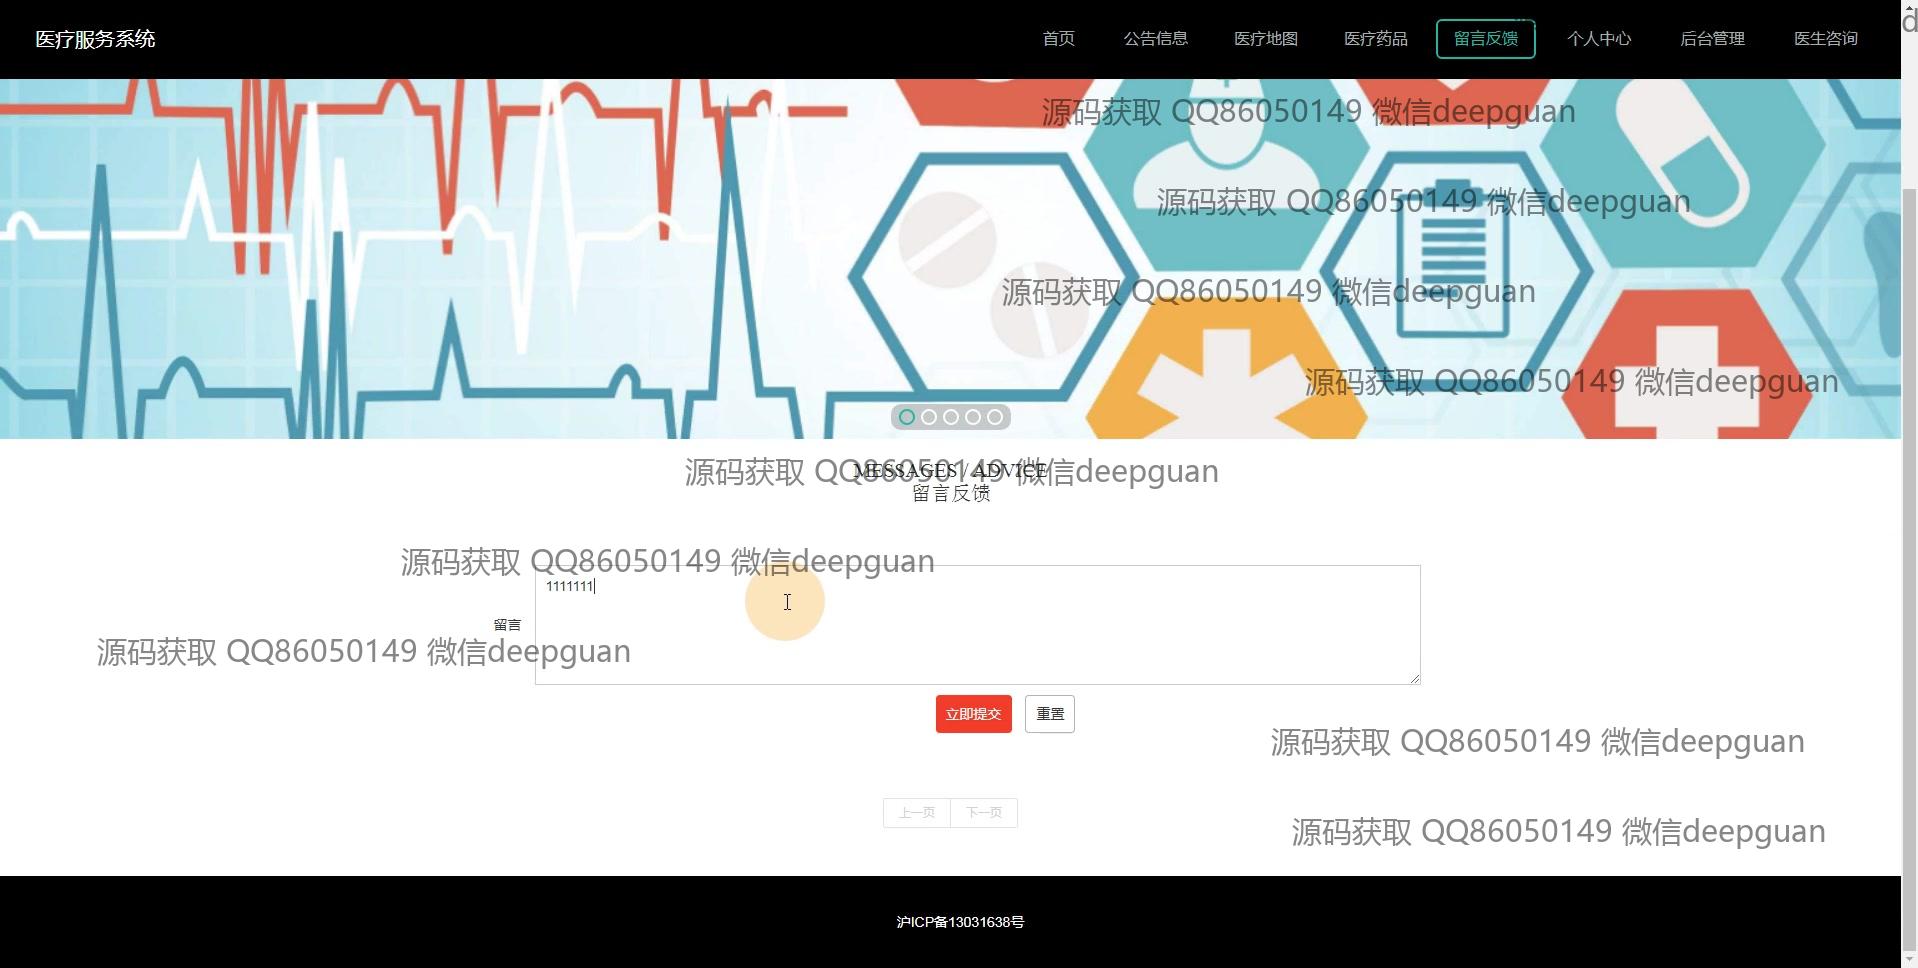 医疗服务系统
首页 公告信息 医疗地图 医疗药品 留言反馈 个人中心 后台管理 医生咨询
源码获取 QQ86050149 微信deepguan
源码获取 QQ86050149 微信deepguan
源码获取 QQ86050149 微信deepguan
源码获取 QQ86050149 微信deepguan
MESSAGES / ADVICE
源码获取 QQ86050149 微信deepguan
留言反馈
源码获取 QQ86050149 微信deepguan
1111111
留言
源码获取 QQ86050149 微信deepguan
立即提交 重置
源码获取 QQ86050149 微信deepguan
上一页 下一页
源码获取 QQ86050149 微信deepguan
沪ICP备13031638号